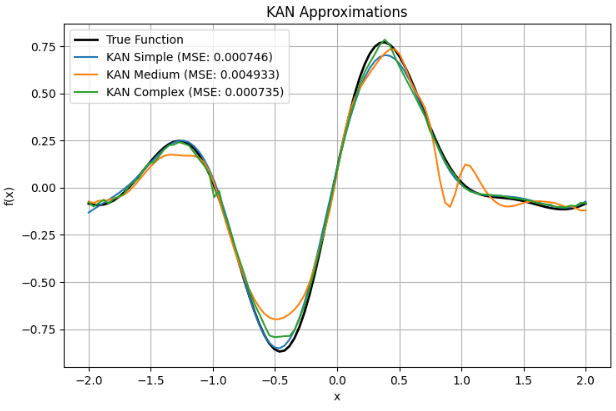 KAN Approximations
True Function
KAN Simple (MSE: 0.000746)
KAN Medium (MSE: 0.004933)
KAN Complex (MSE: 0.000735)
f(x)
0.75
0.50
0.25
0.00
−0.25
−0.50
−0.75
−2.0 −1.5 −1.0 −0.5 0.0 0.5 1.0 1.5 2.0
x